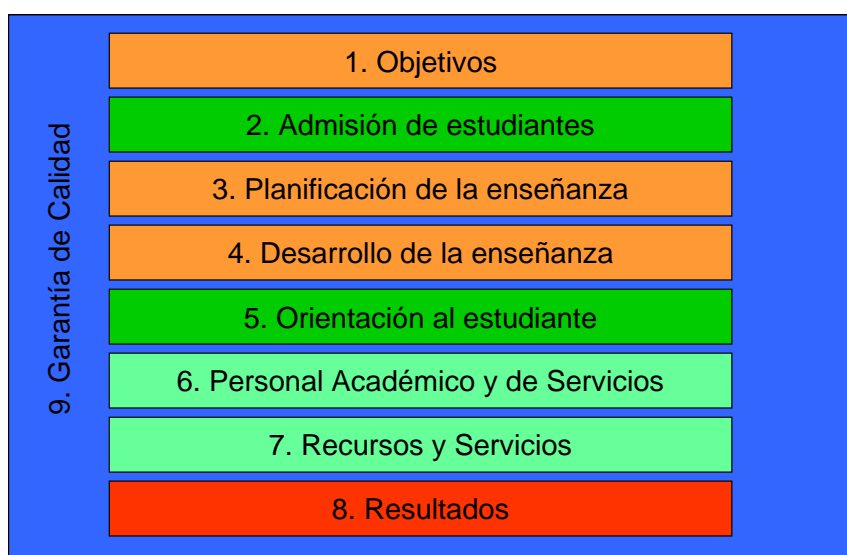 1. Objetivos
2. Admisión de estudiantes
3. Planificación de la enseñanza
4. Desarrollo de la enseñanza
5. Orientación al estudiante
6. Personal Académico y de Servicios
7. Recursos y Servicios
8. Resultados
9. Garantía de Calidad